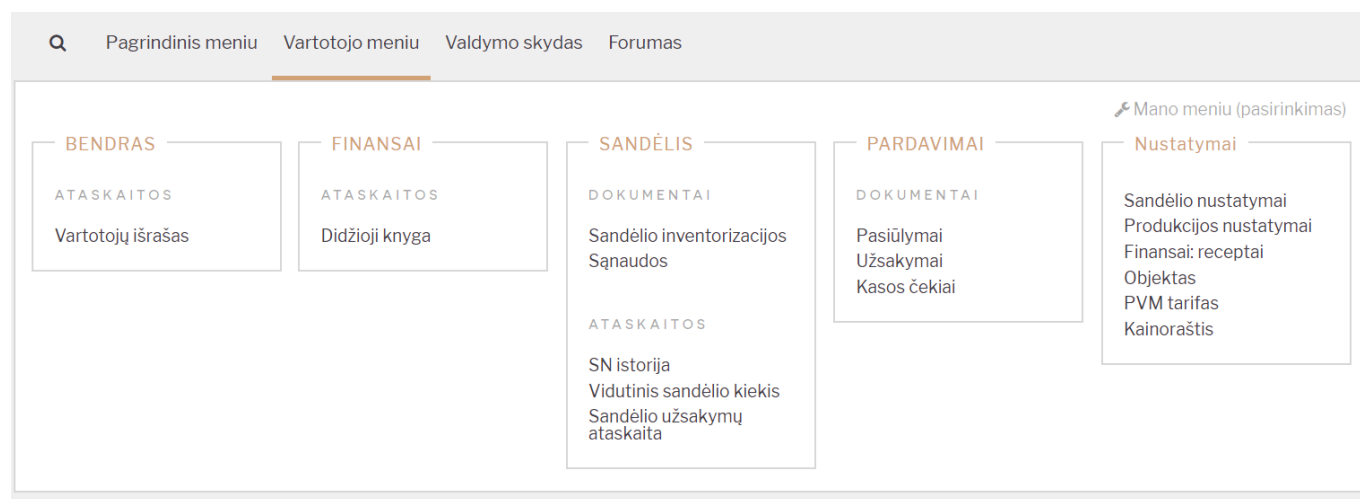 Pagrindinis meniu Vartotojo meniu Valdymo skydas Forumas
Mano meniu (pasirinkimas)
BENDRAS
ATASKAITOS
Vartotojų išrašas
FINANSAI
ATASKAITOS
Didžioji knyga
SANDĖLIS
DOKUMENTAI
Sandėlio inventorizacijos
Sąnaudos
ATASKAITOS
SN istorija
Vidutinis sandėlio kiekis
Sandėlio užsakymų
ataskaita
PARDAVIMAI
DOKUMENTAI
Pasiūlymai
Užsakymai
Kasos čekiai
Nustatymai
Sandėlio nustatymai
Produkcijos nustatymai
Finansai: receptai
Objektas
PVM tarifas
Kainoraštis